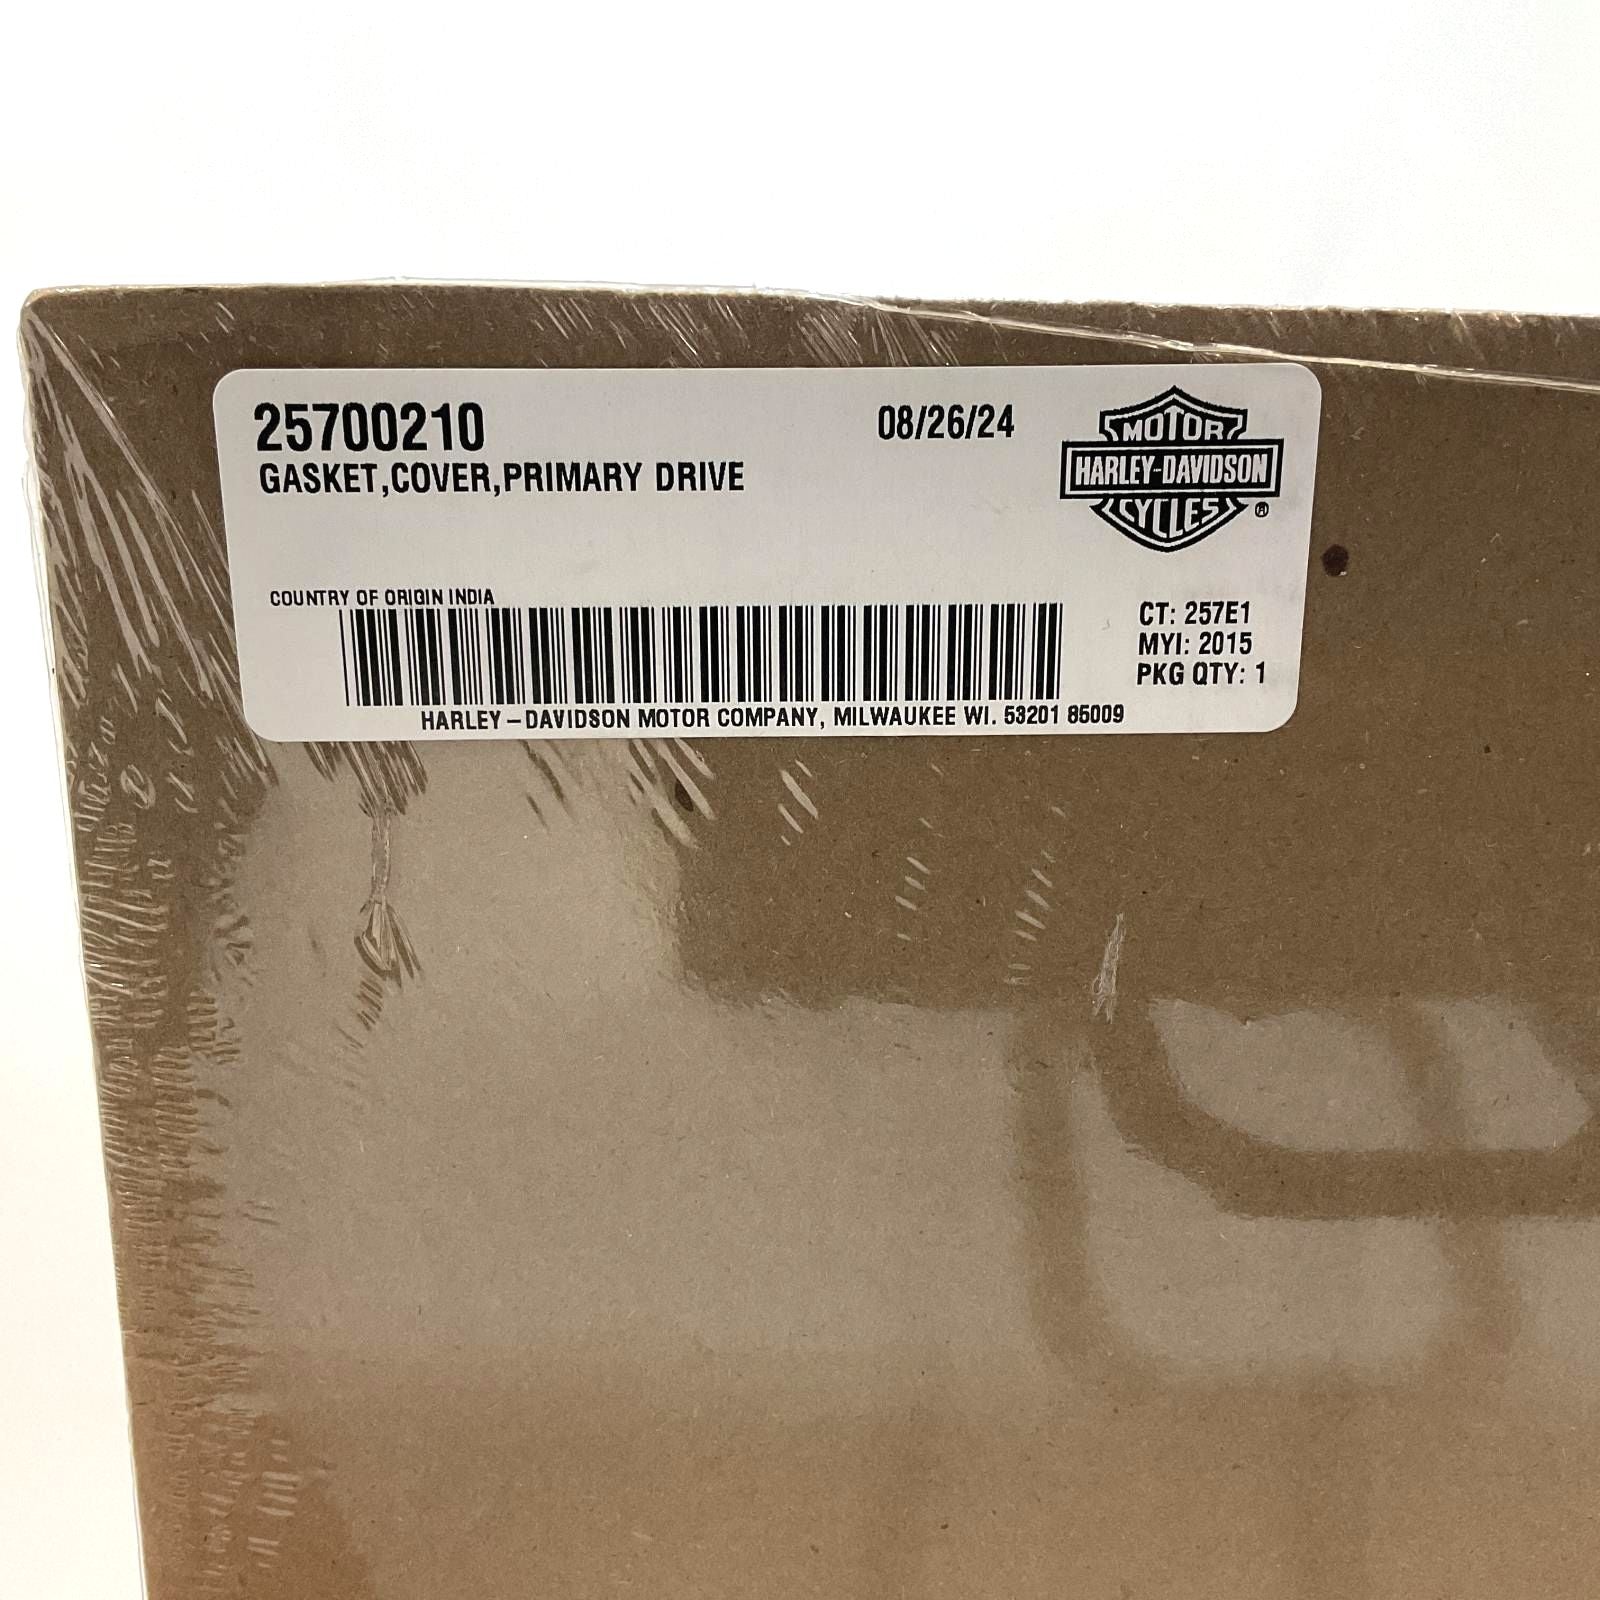 25700210
08/26/24
GASKET,COVER,PRIMARY DRIVE
MOTOR
HARLEY-DAVIDSON
CYCLES
®
COUNTRY OF ORIGIN INDIA
CT: 257E1
MYI: 2015
PKG QTY: 1
HARLEY-DAVIDSON MOTOR COMPANY, MILWAUKEE WI. 53201 85009